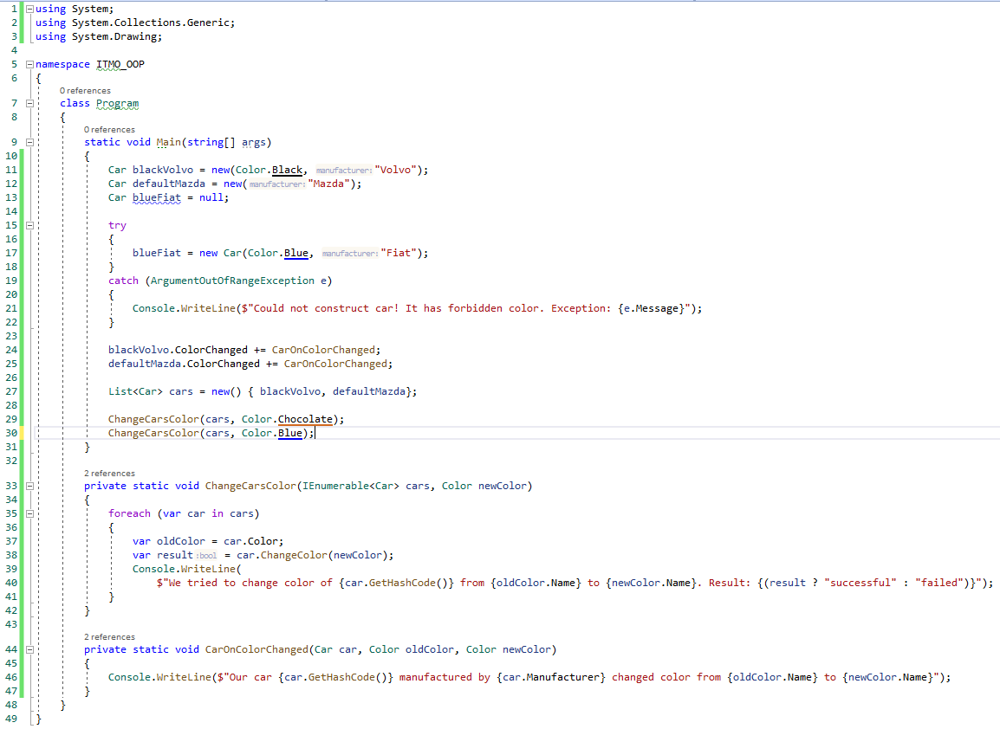 1 using System;
2 using System.Collections.Generic;
3 using System.Drawing;
4
5 namespace ITMO_OOP
6 {
0 references
7 class Program
8 {
0 references
9 static void Main(string[] args)
10 {
11 Car blackVolvo = new(Color.Black, manufacturer: "Volvo");
12 Car defaultMazda = new(manufacturer: "Mazda");
13 Car blueFiat = null;
14
15 try
16 {
17 blueFiat = new Car(Color.Blue, manufacturer: "Fiat");
18 }
19 catch (ArgumentOutOfRangeException e)
20 {
21 Console.WriteLine($"Could not construct car! It has forbidden color. Exception: {e.Message}");
22 }
23
24 blackVolvo.ColorChanged += CarOnColorChanged;
25 defaultMazda.ColorChanged += CarOnColorChanged;
26
27 List<Car> cars = new() { blackVolvo, defaultMazda};
28
29 ChangeCarsColor(cars, Color.Chocolate);
30 ChangeCarsColor(cars, Color.Blue);
31 }
32
2 references
33 private static void ChangeCarsColor(IEnumerable<Car> cars, Color newColor)
34 {
35 foreach (var car in cars)
36 {
37 var oldColor = car.Color;
38 var result :bool = car.ChangeColor(newColor);
39 Console.WriteLine(
40 $"We tried to change color of {car.GetHashCode()} from {oldColor.Name} to {newColor.Name}. Result: {(result ? "successful" : "failed")}");
41 }
42 }
43
2 references
44 private static void CarOnColorChanged(Car car, Color oldColor, Color newColor)
45 {
46 Console.WriteLine($"Our car {car.GetHashCode()} manufactured by {car.Manufacturer} changed color from {oldColor.Name} to {newColor.Name}");
47 }
48 }
49 }